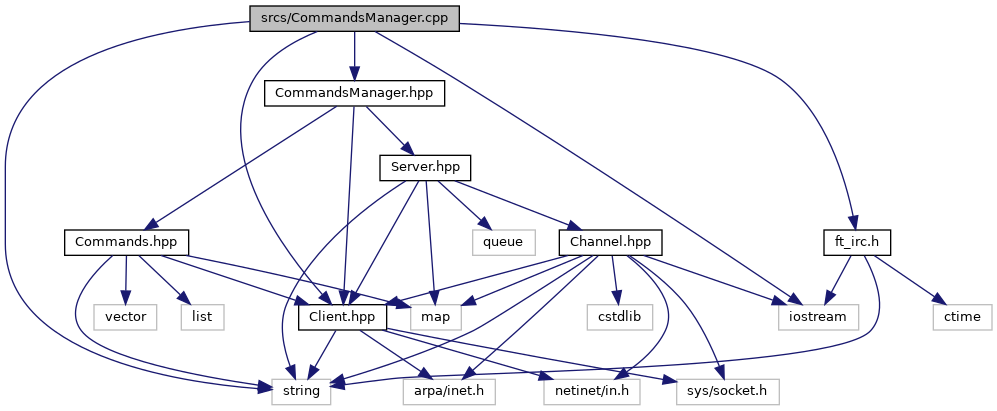 srcs/CommandsManager.cpp
CommandsManager.hpp
Server.hpp
Commands.hpp
queue
Channel.hpp
ft_irc.h
vector
list
Client.hpp
map
cstdlib
iostream
ctime
string
arpa/inet.h
netinet/in.h
sys/socket.h